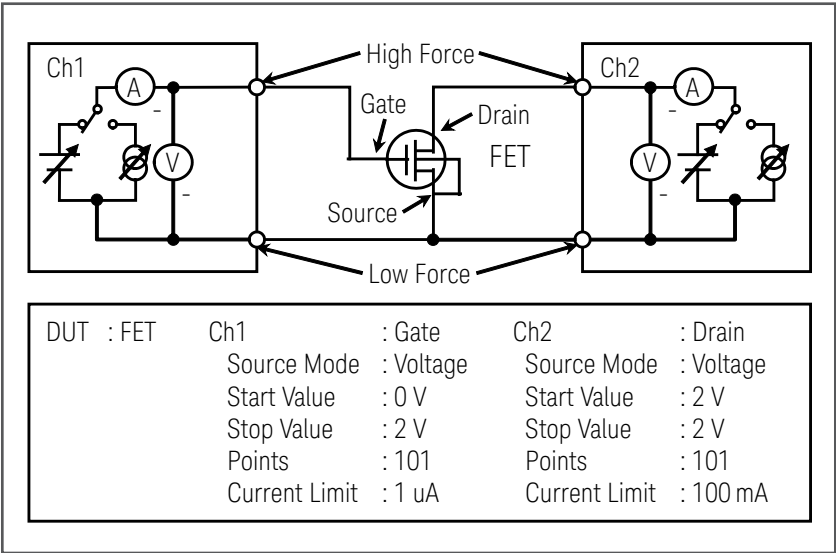 High Force
Ch1
Ch2
A
A
-
-
Gate
Drain
FET
V
V
-
-
Source
Low Force
DUT : FET Ch1 : Gate Ch2 : Drain
Source Mode : Voltage Source Mode : Voltage
Start Value : 0 V Start Value : 2 V
Stop Value : 2 V Stop Value : 2 V
Points : 101 Points : 101
Current Limit : 1 uA Current Limit : 100 mA